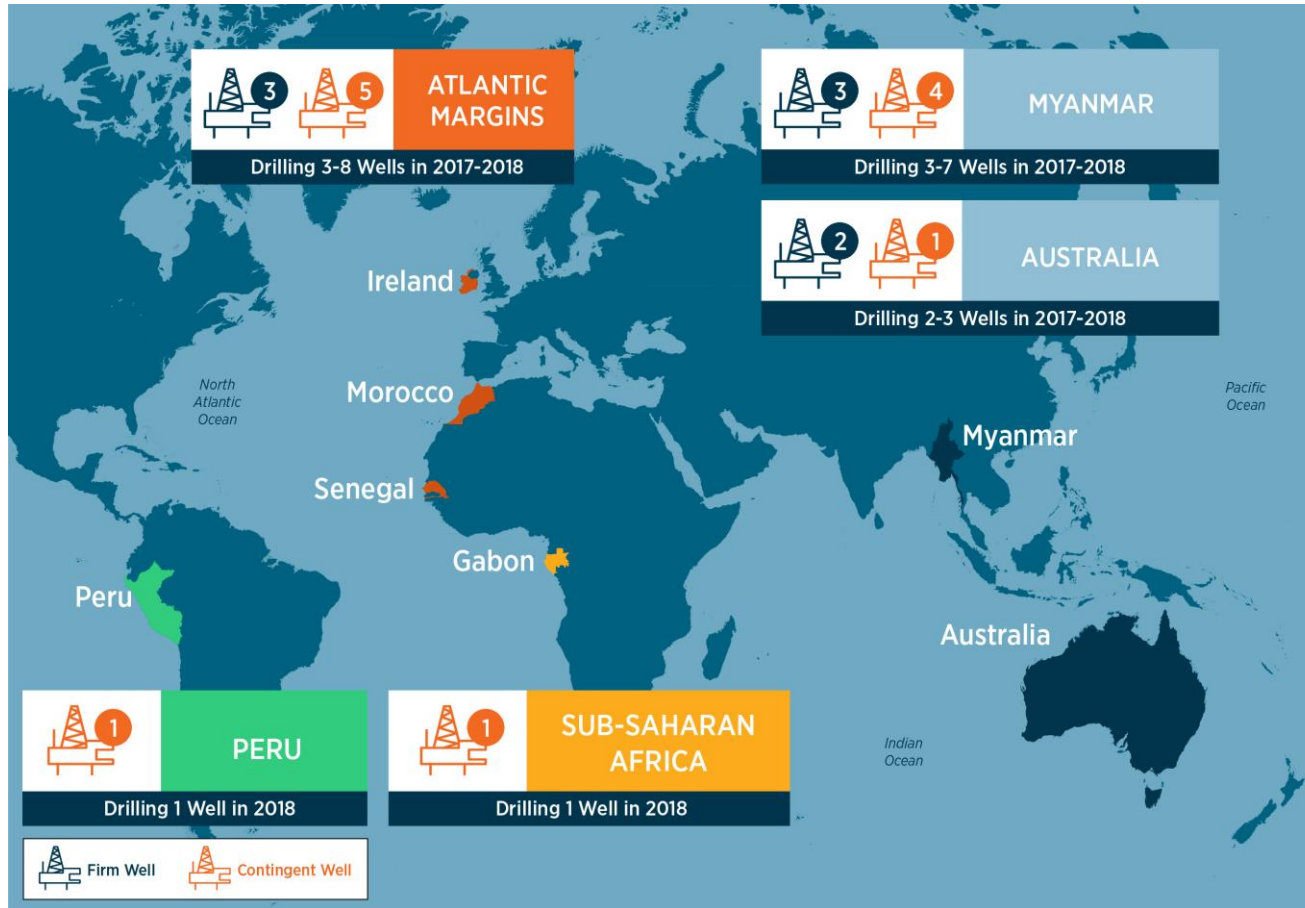 3
5
ATLANTIC
MARGINS
Drilling 3-8 Wells in 2017-2018
3
4
MYANMAR
Drilling 3-7 Wells in 2017-2018
2
1
AUSTRALIA
Drilling 2-3 Wells in 2017-2018
Ireland
North
Atlantic
Ocean
Morocco
Pacific
Ocean
Myanmar
Senegal
Gabon
Peru
Australia
1
PERU
Drilling 1 Well in 2018
1
SUB-SAHARAN
AFRICA
Drilling 1 Well in 2018
Indian
Ocean
Firm Well
Contingent Well